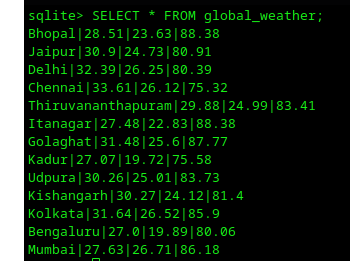 sqlite> SELECT * FROM global_weather;
Bhopal|28.51|23.63|88.38
Jaipur|30.9|24.73|80.91
Delhi|32.39|26.25|80.39
Chennai|33.61|26.12|75.32
Thiruvananthapuram|29.88|24.99|83.41
Itanagar|27.48|22.83|88.38
Golaghat|31.48|25.6|87.77
Kadur|27.07|19.72|75.58
Udpura|30.26|25.01|83.73
Kishangarh|30.27|24.12|81.4
Kolkata|31.64|26.52|85.9
Bengaluru|27.0|19.89|80.06
Mumbai|27.63|26.71|86.18